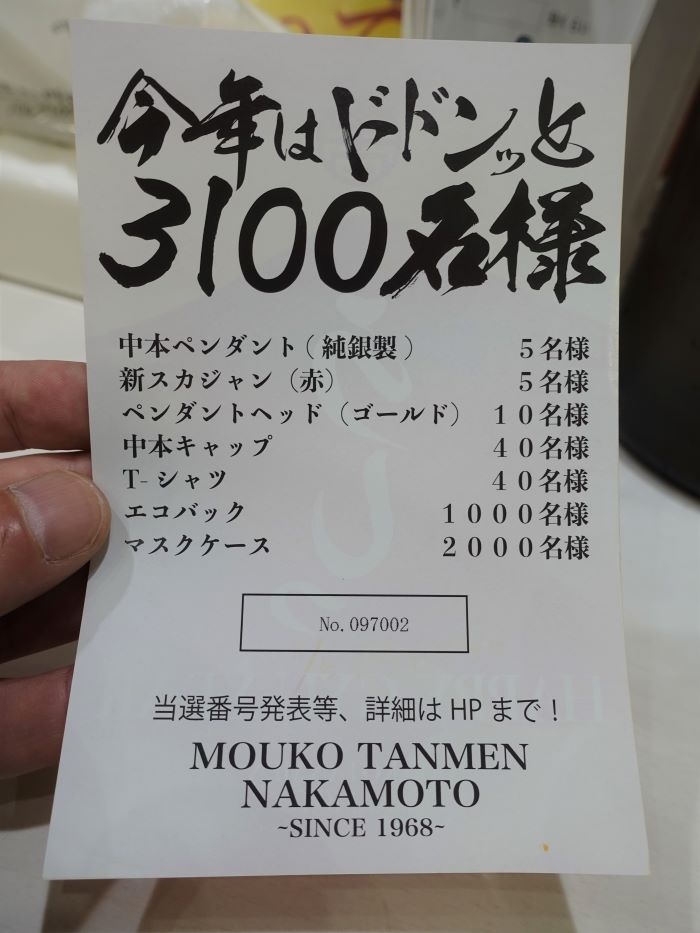 今年はドドンッと
3100名様
中本ペンダント(純銀製) 5名様
新スカジャン（赤） 5名様
ペンダントヘッド（ゴールド） 10名様
中本キャップ 40名様
T-シャツ 40名様
エコバック 1000名様
マスクケース 2000名様
No.097002
当選番号発表等、詳細はHPまで！
MOUKO TANMEN
NAKAMOTO
~SINCE 1968~